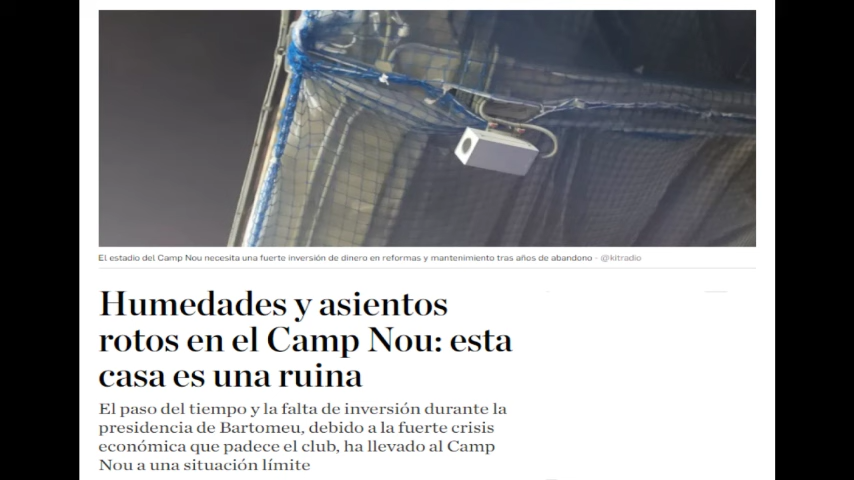 El estadio del Camp Nou necesita una fuerte inversión de dinero en reformas y mantenimiento tras años de abandono - @kltradio
Humedades y asientos
rotos en el Camp Nou: esta
casa es una ruina
El paso del tiempo y la falta de inversión durante la
presidencia de Bartomeu, debido a la fuerte crisis
económica que padece el club, ha llevado al Camp
Nou a una situación límite